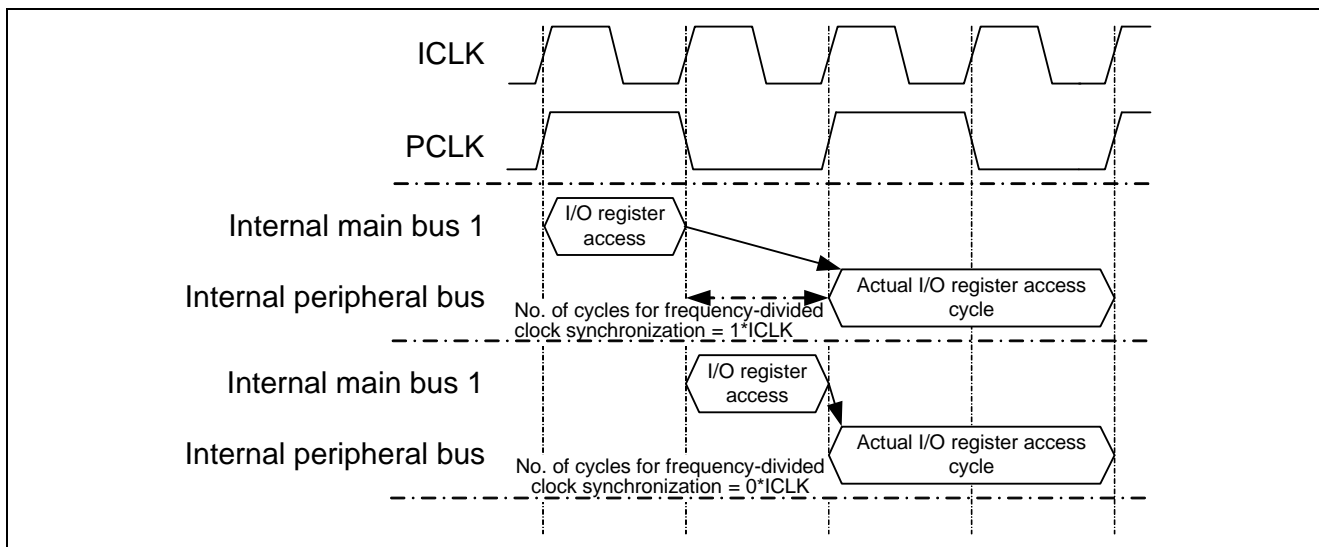 ICLK
PCLK
Internal main bus 1
I/O register
access
Internal peripheral bus
Actual I/O register access
cycle
No. of cycles for frequency-divided
clock synchronization = 1*ICLK
Internal main bus 1
I/O register
access
Internal peripheral bus
Actual I/O register access
cycle
No. of cycles for frequency-divided
clock synchronization = 0*ICLK